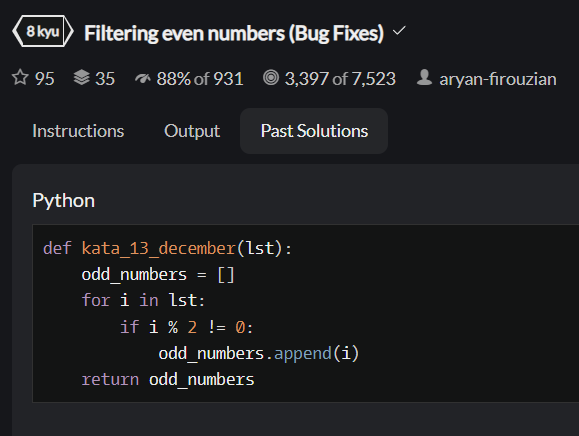 8 kyu Filtering even numbers (Bug Fixes)
95 35 88% of 931 3,397 of 7,523 aryan-firouzian
Instructions Output Past Solutions
Python
def kata_13_december(lst):
    odd_numbers = []
    for i in lst:
        if i % 2 != 0:
            odd_numbers.append(i)
    return odd_numbers